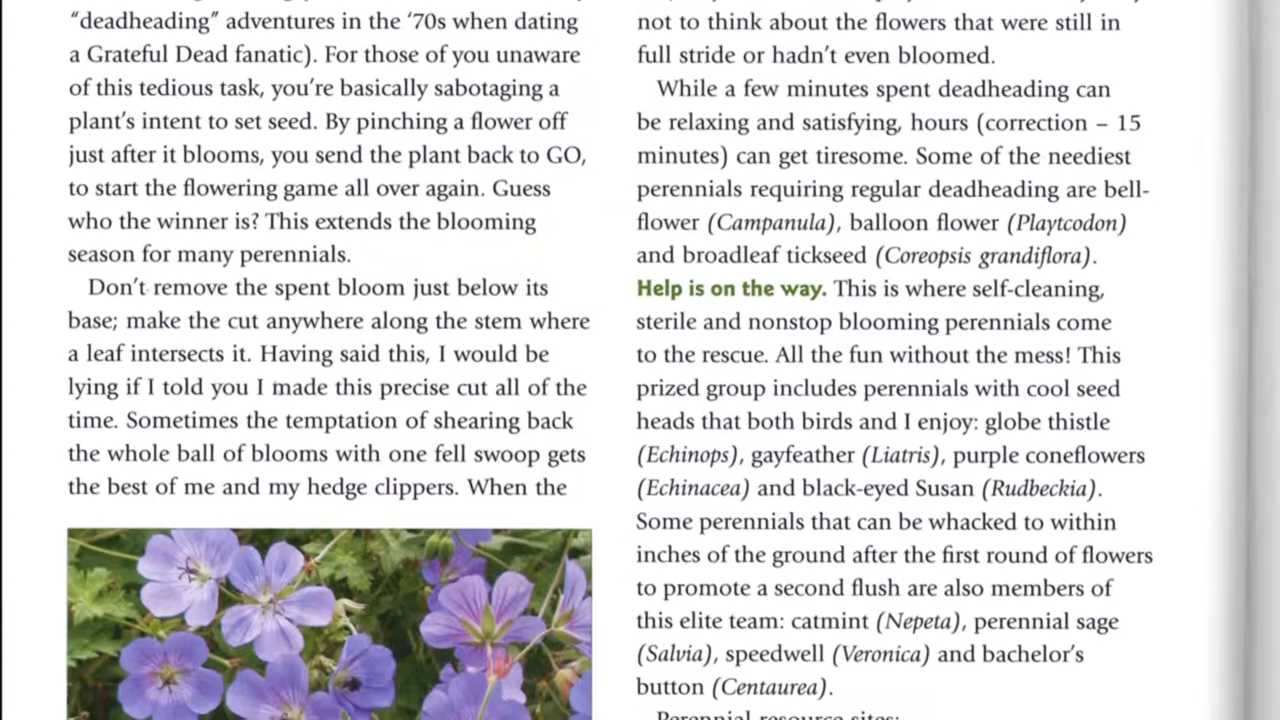 “deadheading” adventures in the ’70s when dating
a Grateful Dead fanatic). For those of you unaware
of this tedious task, you’re basically sabotaging a
plant’s intent to set seed. By pinching a flower off
just after it blooms, you send the plant back to GO,
to start the flowering game all over again. Guess
who the winner is? This extends the blooming
season for many perennials.
Don’t remove the spent bloom just below its
base; make the cut anywhere along the stem where
a leaf intersects it. Having said this, I would be
lying if I told you I made this precise cut all of the
time. Sometimes the temptation of shearing back
the whole ball of blooms with one fell swoop gets
the best of me and my hedge clippers. When the
not to think about the flowers that were still in
full stride or hadn’t even bloomed.
While a few minutes spent deadheading can
be relaxing and satisfying, hours (correction – 15
minutes) can get tiresome. Some of the neediest
perennials requiring regular deadheading are bell-
flower (Campanula), balloon flower (Playtcodon)
and broadleaf tickseed (Coreopsis grandiflora).
Help is on the way. This is where self-cleaning,
sterile and nonstop blooming perennials come
to the rescue. All the fun without the mess! This
prized group includes perennials with cool seed
heads that both birds and I enjoy: globe thistle
(Echinops), gayfeather (Liatris), purple coneflowers
(Echinacea) and black-eyed Susan (Rudbeckia).
Some perennials that can be whacked to within
inches of the ground after the first round of flowers
to promote a second flush are also members of
this elite team: catmint (Nepeta), perennial sage
(Salvia), speedwell (Veronica) and bachelor’s
button (Centaurea).
Perennial resource sites: